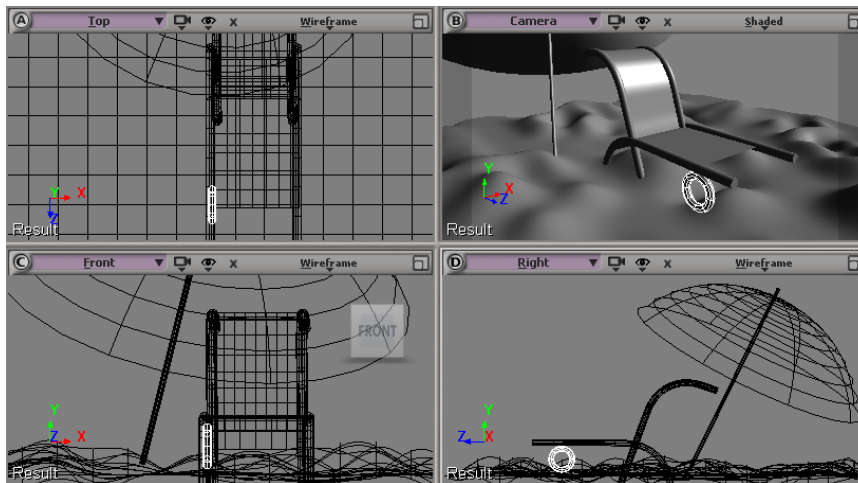 A Top X Wireframe
B Camera X Shaded
Y X Z
Result
Y X Z
Result
C Front X Wireframe
D Right X Wireframe
FRONT
Y Z X
Result
Y Z X
Result